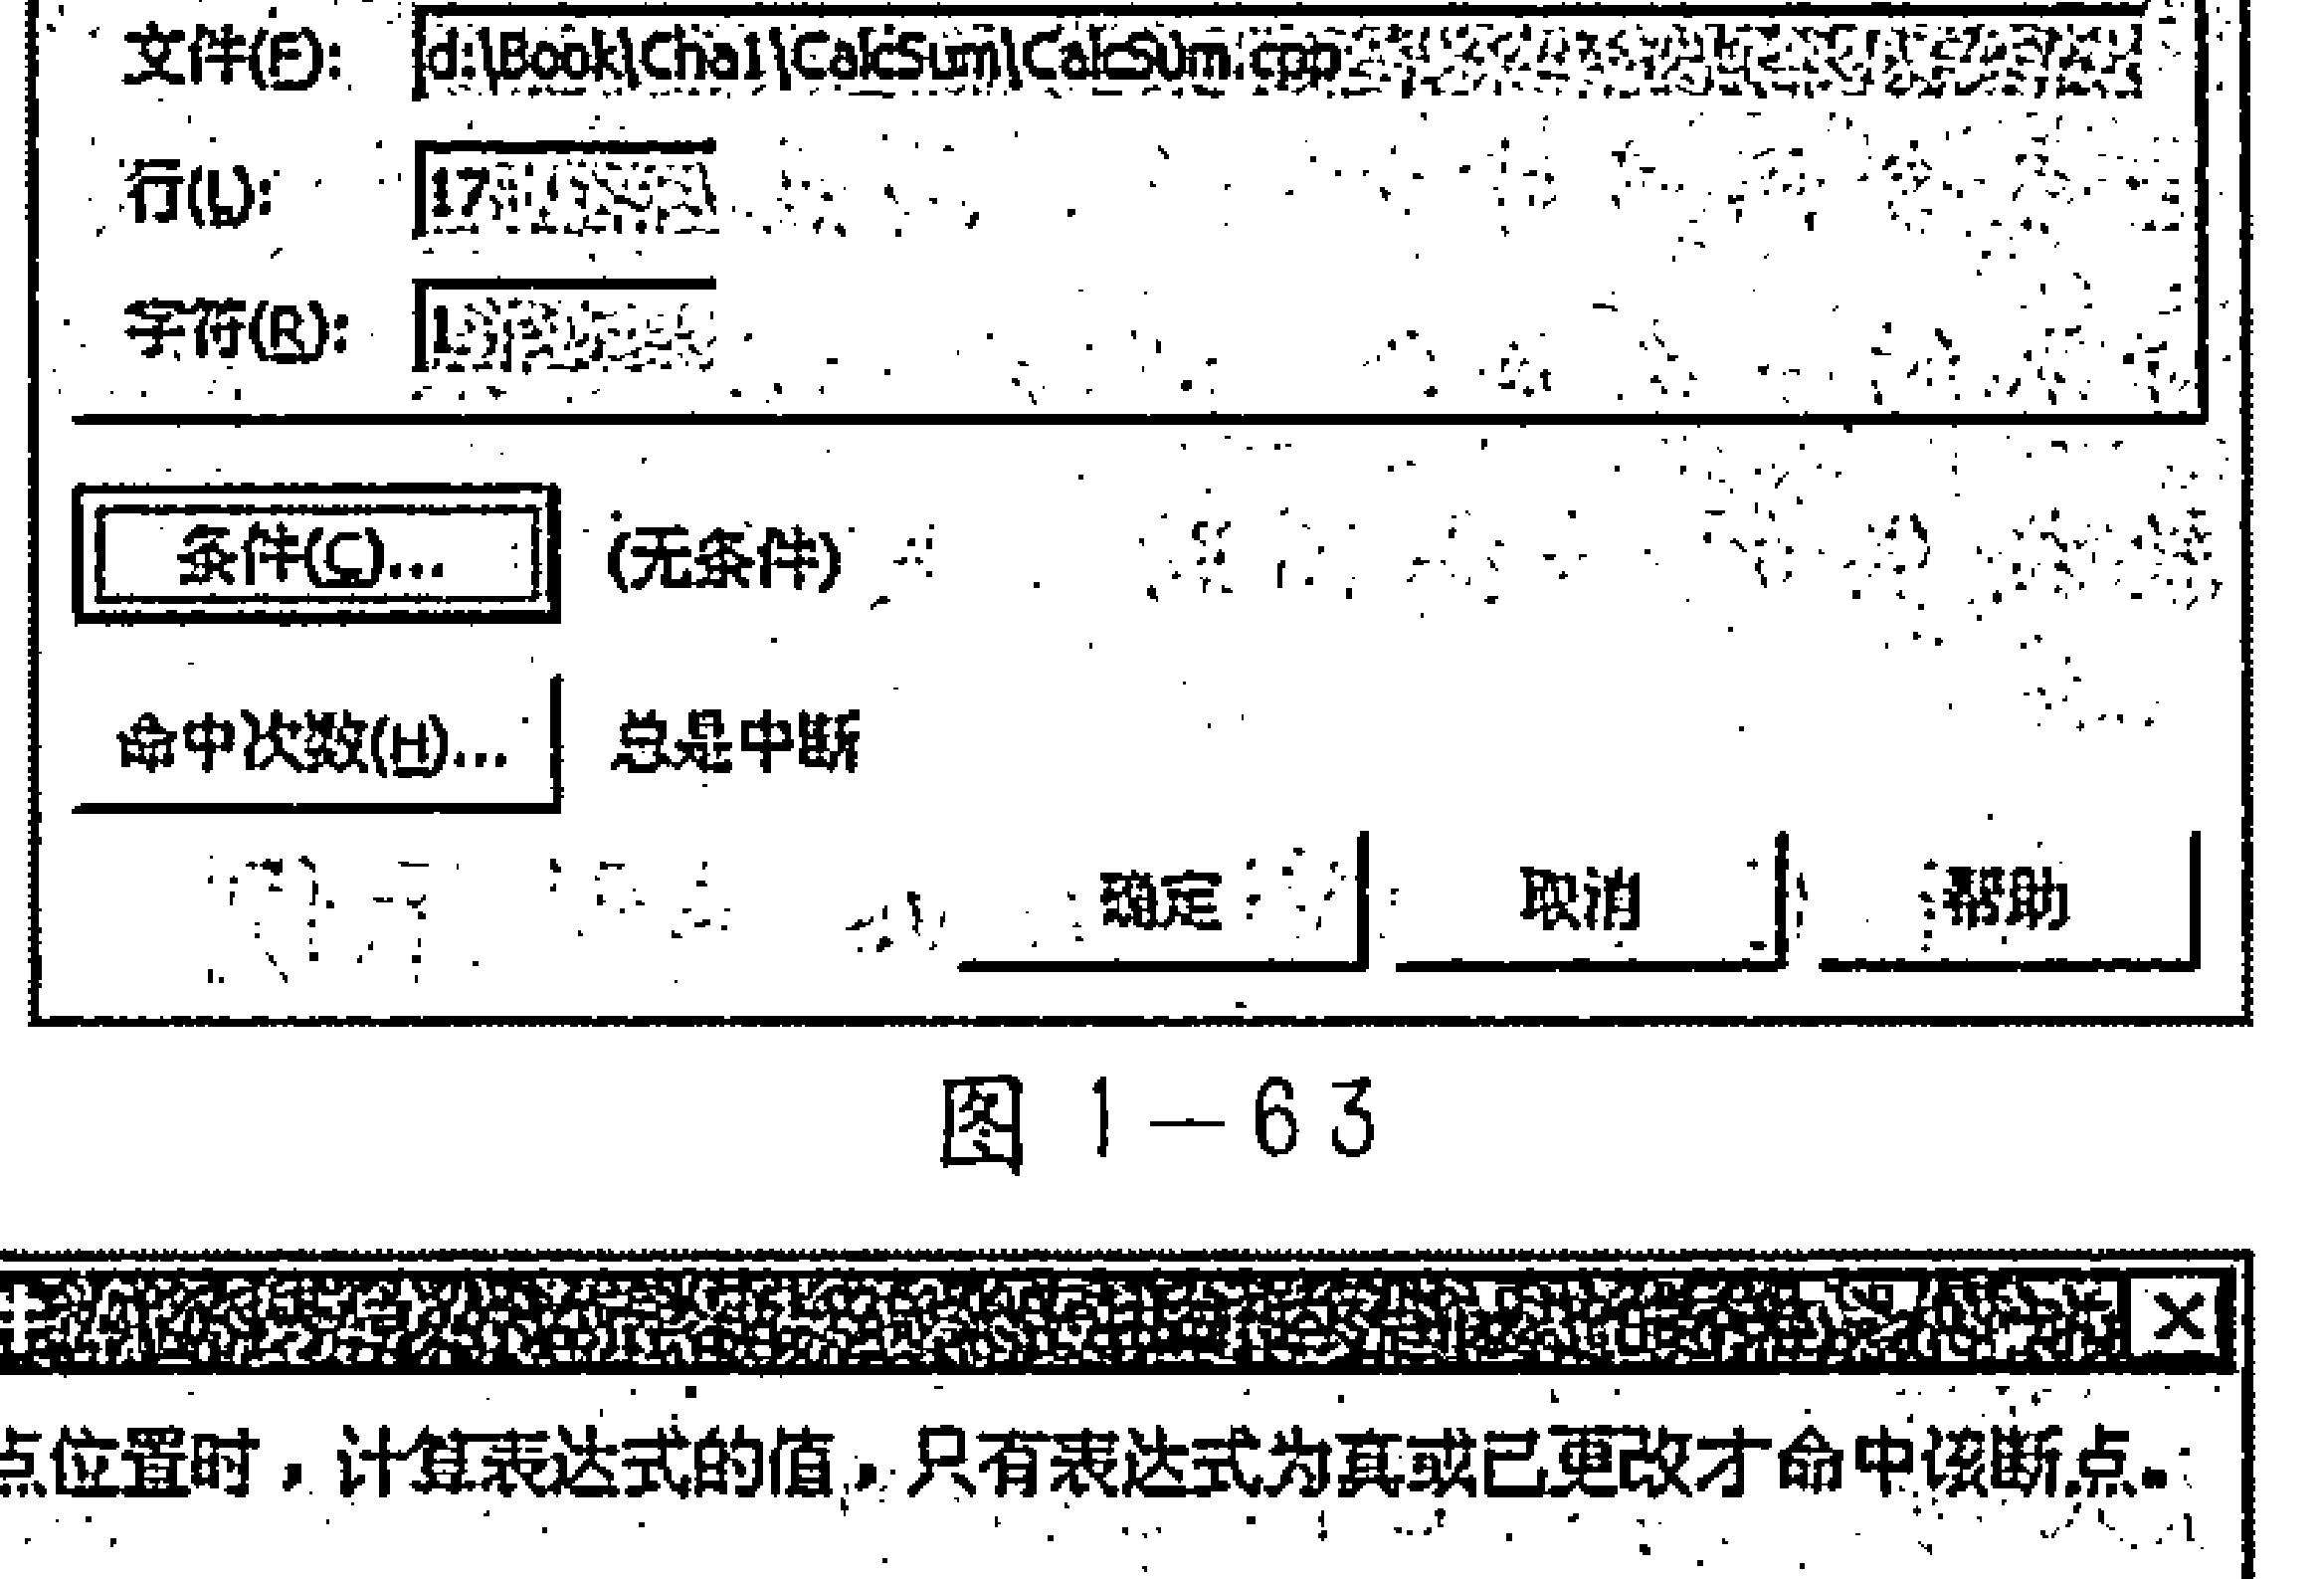 文件(F): d:\Book\Cha1\CalcSum\CalcSum.cpp
行(L): 17
字符(R): 1
条件(C)... (无条件)
命中次数(H)... 总是中断
确定 取消 帮助
图 1-63
点位置时，计算表达式的值，只有表达式为真或已更改才命中该断点。